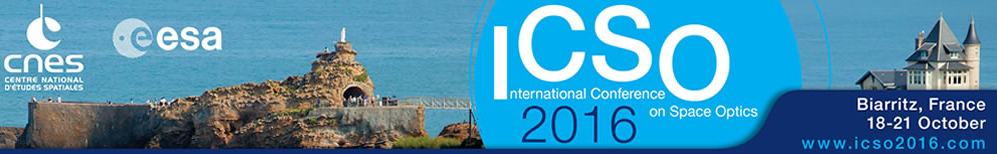 cnes
CENTRE NATIONAL
D'ÉTUDES SPATIALES
esa
ICSO
International Conference
on Space Optics
2016
Biarritz, France
18-21 October
www.icso2016.com